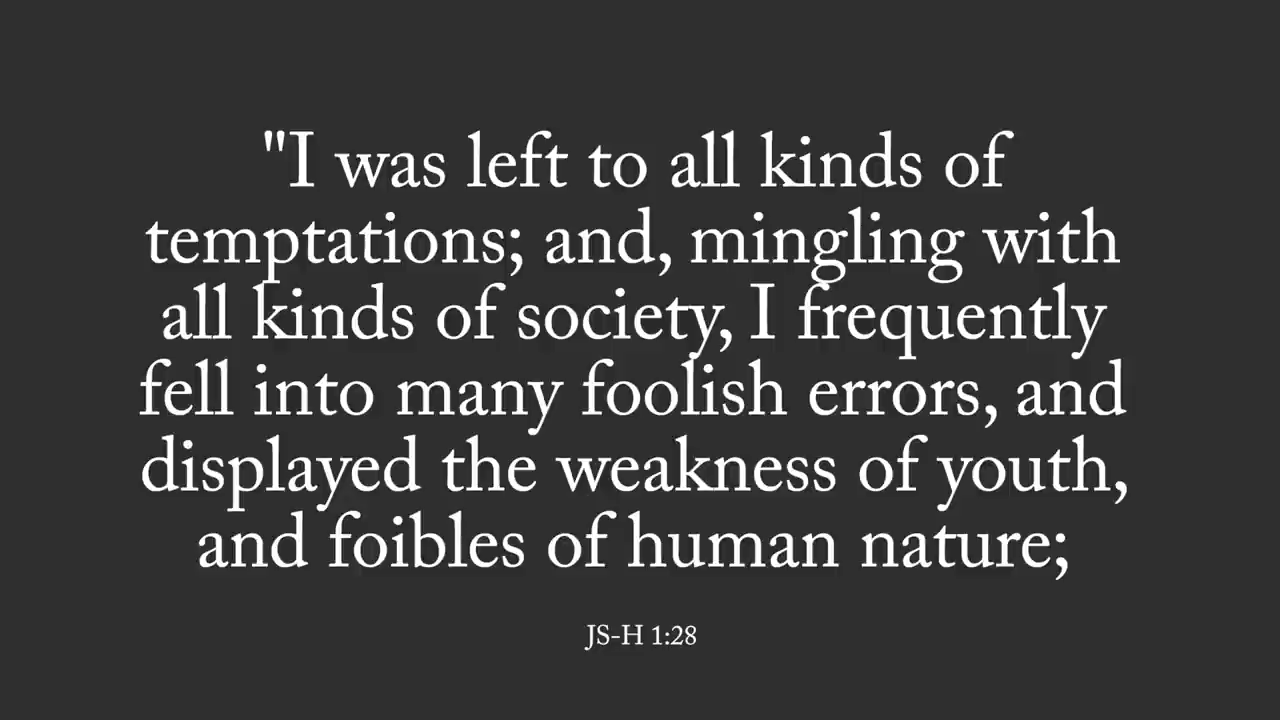 "I was left to all kinds of
temptations; and, mingling with
all kinds of society, I frequently
fell into many foolish errors, and
displayed the weakness of youth,
and foibles of human nature;
JS-H 1:28